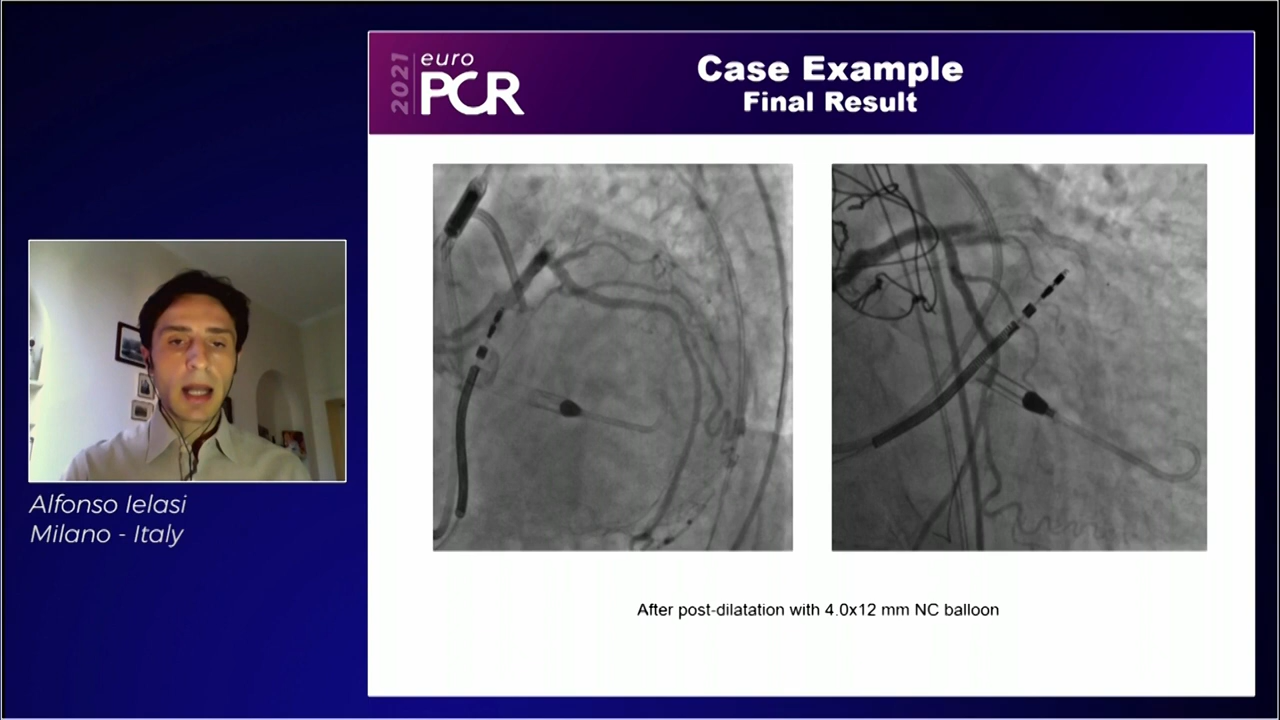 2021
euro
PCR
Case Example
Final Result
Alfonso Ielasi
Milano - Italy
After post-dilatation with 4.0x12 mm NC balloon